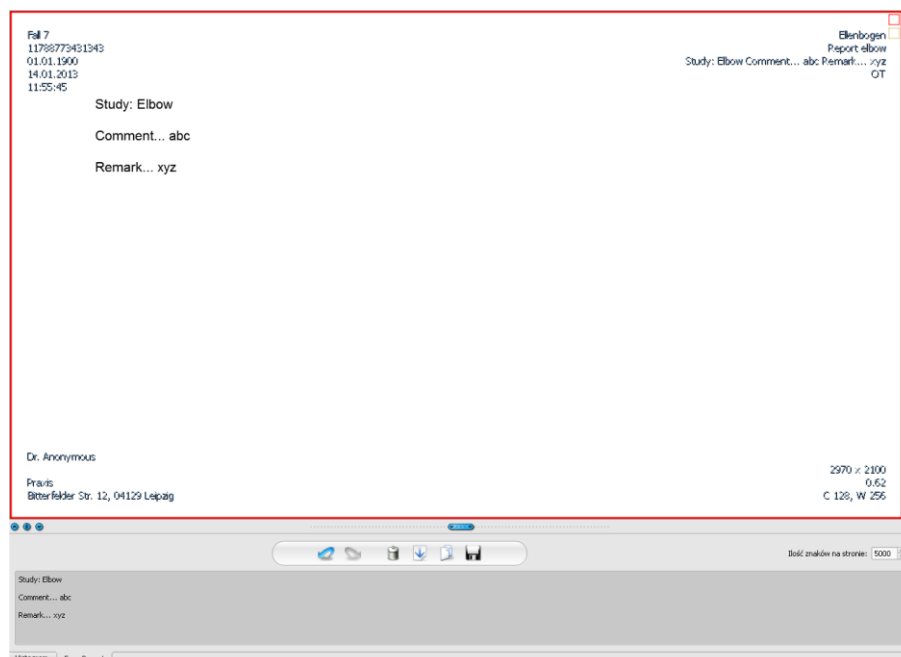 Fall 7
11788773431343
01.01.1900
14.01.2013
11:55:45
Ellenbogen
Report elbow
Study: Elbow Comment... abc Remark... xyz
OT
Study: Elbow
Comment... abc
Remark... xyz
Dr. Anonymous
Praxis
Bitterfelder Str. 12, 04129 Leipzig
2970 x 2100
0.62
C 128, W 256
Ilość znaków na stronie: 5000
Study: Elbow
Comment... abc
Remark... xyz